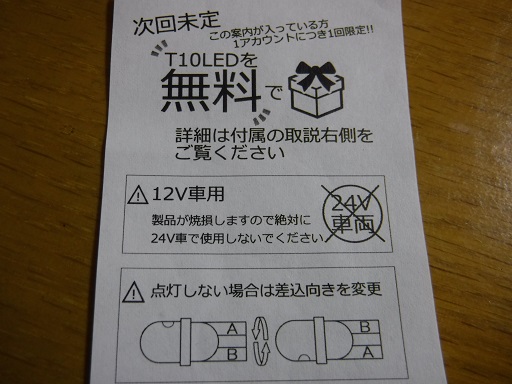 次回未定
この案内が入っている方
1アカウントにつき1回限定!!
T10LEDを
無料で
詳細は付属の取説右側を
ご覧ください
12V車用
製品が焼損しますので絶対に
24V車で使用しないでください
24V
車両
点灯しない場合は差込向きを変更
A
B
B
A